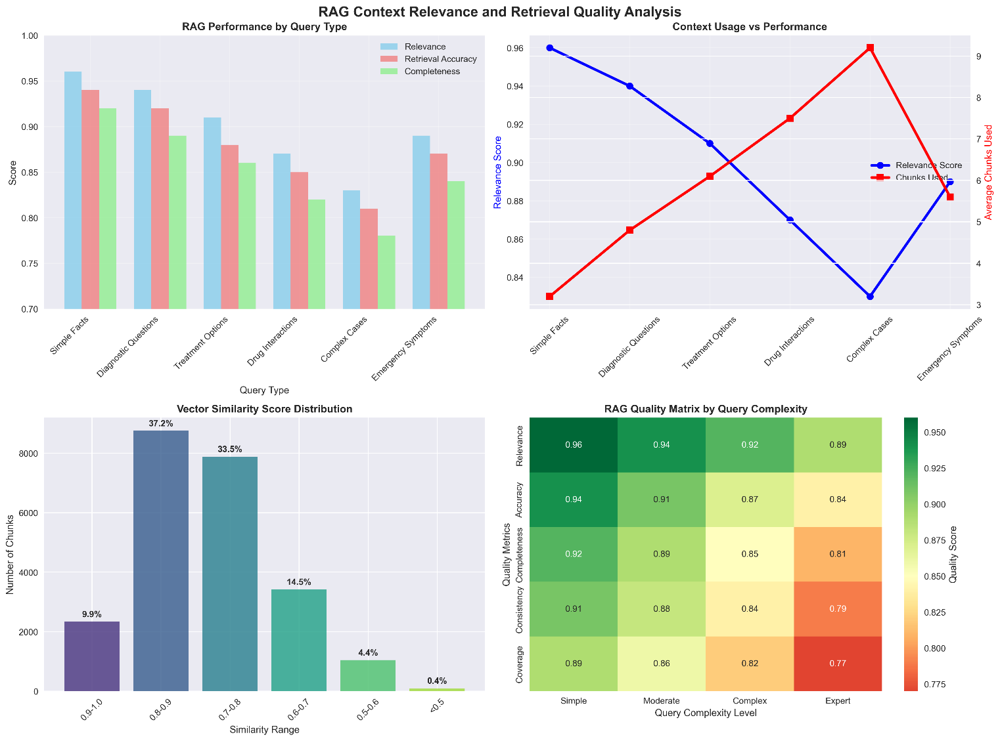 RAG Context Relevance and Retrieval Quality Analysis
RAG Performance by Query Type
1.00
0.95
0.90
0.85
0.80
0.75
0.70
Score
Relevance
Retrieval Accuracy
Completeness
Simple Facts
Diagnostic Questions
Treatment Options
Drug Interactions
Complex Cases
Emergency Symptoms
Query Type
Context Usage vs Performance
0.96
0.94
0.92
0.90
0.88
0.86
0.84
Relevance Score
Relevance Score
Chunks Used
9
8
7
6
5
4
3
Average Chunks Used
Simple Facts
Diagnostic Questions
Treatment Options
Drug Interactions
Complex Cases
Emergency Symptoms
Vector Similarity Score Distribution
8000
6000
4000
2000
0
Number of Chunks
9.9%
37.2%
33.5%
14.5%
4.4%
0.4%
0.9-1.0
0.8-0.9
0.7-0.8
0.6-0.7
0.5-0.6
<0.5
Similarity Range
RAG Quality Matrix by Query Complexity
Quality Metrics
Relevance
0.96 0.94 0.92 0.89
Accuracy
0.94 0.91 0.87 0.84
Completeness
0.92 0.89 0.85 0.81
Consistency
0.91 0.88 0.84 0.79
Coverage
0.89 0.86 0.82 0.77
Simple Moderate Complex Expert
Query Complexity Level
0.950
0.925
0.900
0.875
0.850
0.825
0.800
0.775
Quality Score